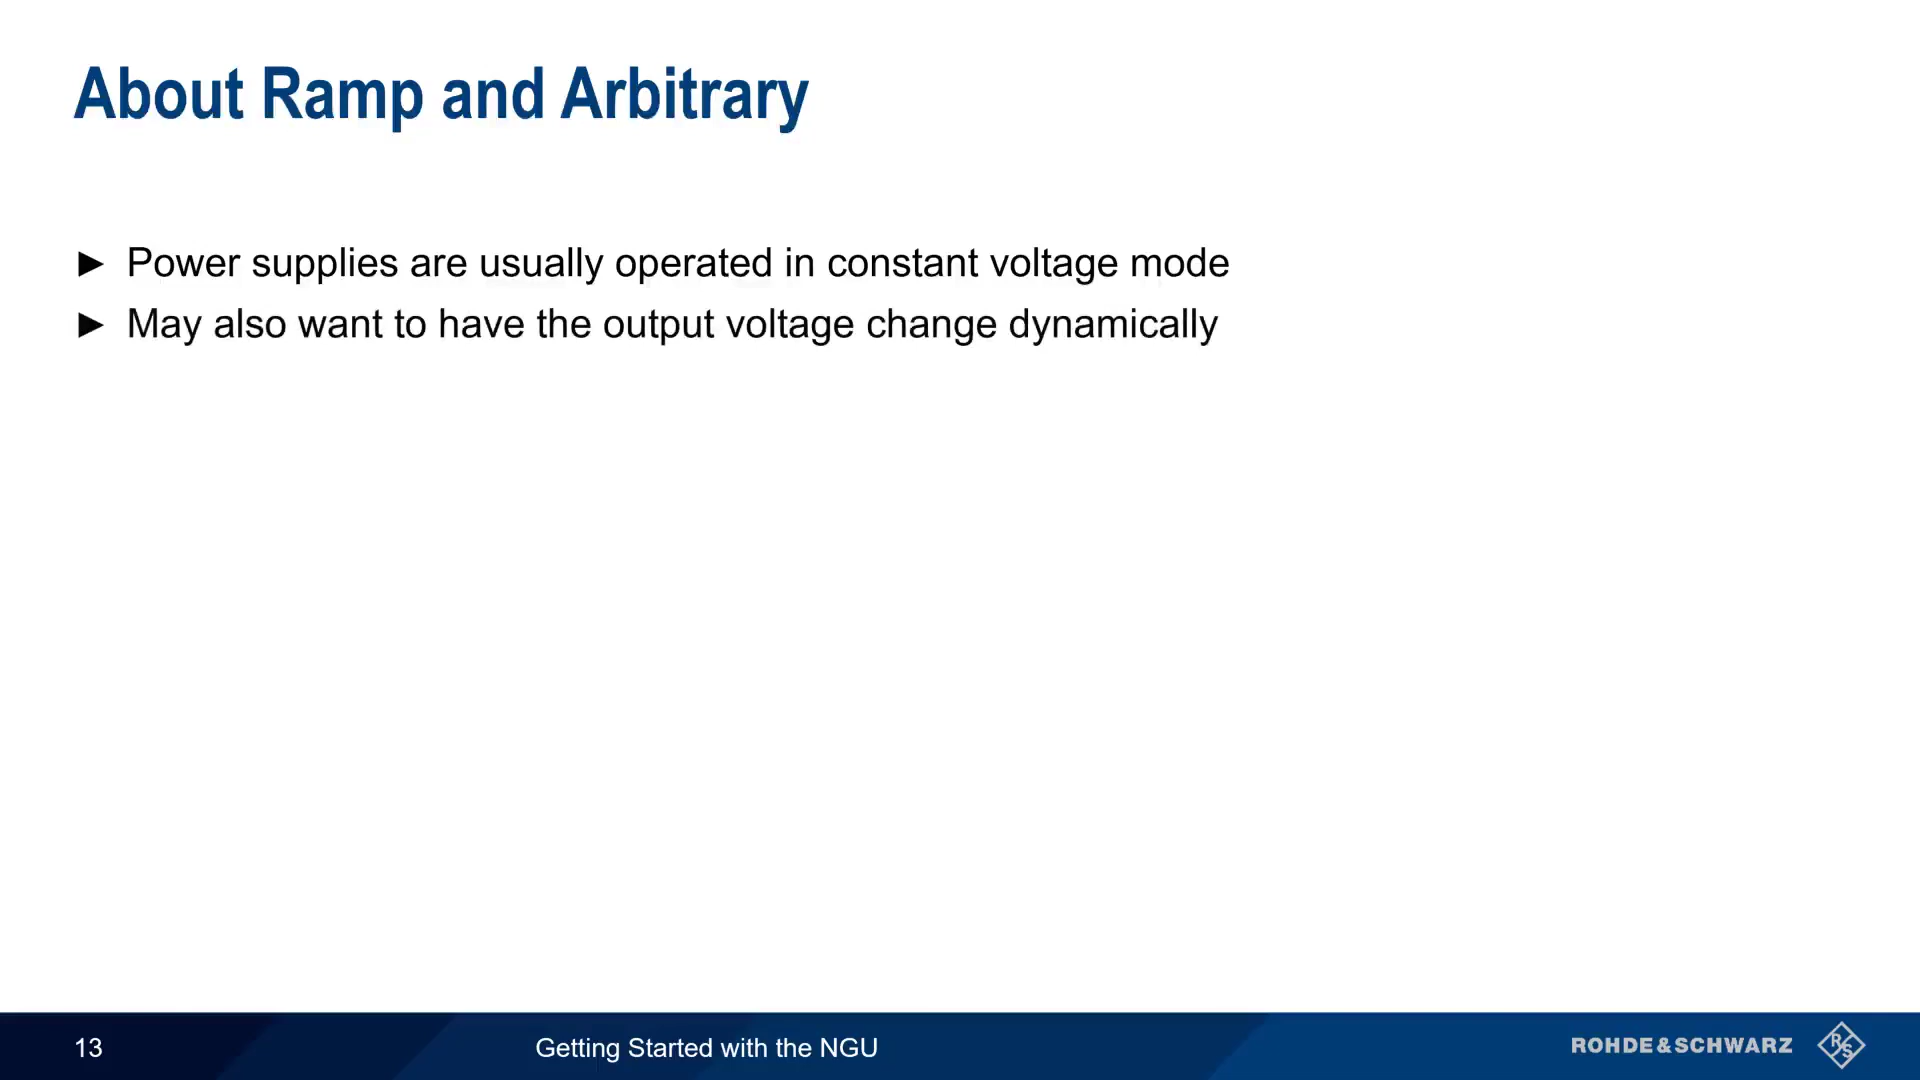 About Ramp and Arbitrary
► Power supplies are usually operated in constant voltage mode
► May also want to have the output voltage change dynamically
13
Getting Started with the NGU
ROHDE&SCHWARZ
R&S